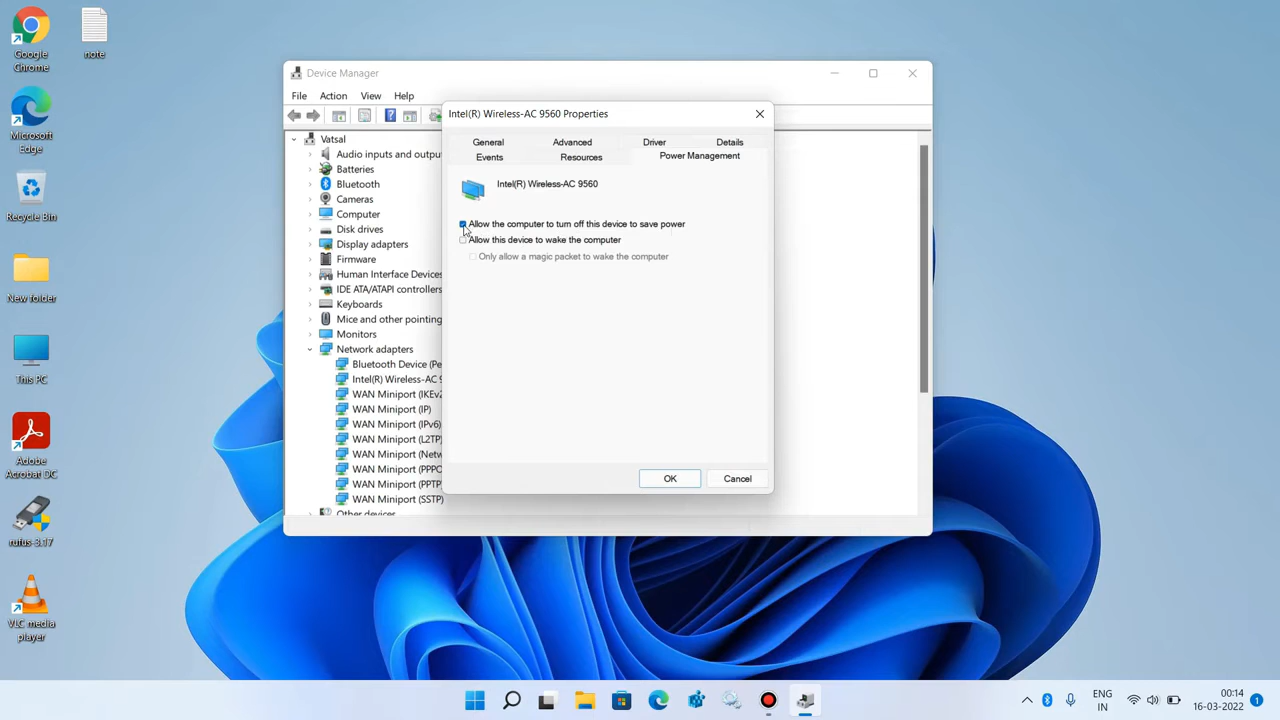 Google
Chrome
note
Microsoft
Edge
Recycle Bin
New folder
This PC
Adobe
Acrobat DC
rufus-3.17
VLC media
player
Device Manager
File Action View Help
Vatsal
Audio inputs and outpu
Batteries
Bluetooth
Cameras
Computer
Disk drives
Display adapters
Firmware
Human Interface Devices
IDE ATA/ATAPI controllers
Keyboards
Mice and other pointing
Monitors
Network adapters
Bluetooth Device (Pe
Intel(R) Wireless-AC 9
WAN Miniport (IKEv2
WAN Miniport (IP)
WAN Miniport (IPv6)
WAN Miniport (L2TP)
WAN Miniport (Netw
WAN Miniport (PPPO
WAN Miniport (PPTP)
WAN Miniport (SSTP)
Other devices
Intel(R) Wireless-AC 9560 Properties
General Advanced Driver Details
Events Resources Power Management
Intel(R) Wireless-AC 9560
Allow the computer to turn off this device to save power
Allow this device to wake the computer
Only allow a magic packet to wake the computer
OK Cancel
ENG
IN
00:14
16-03-2022
1